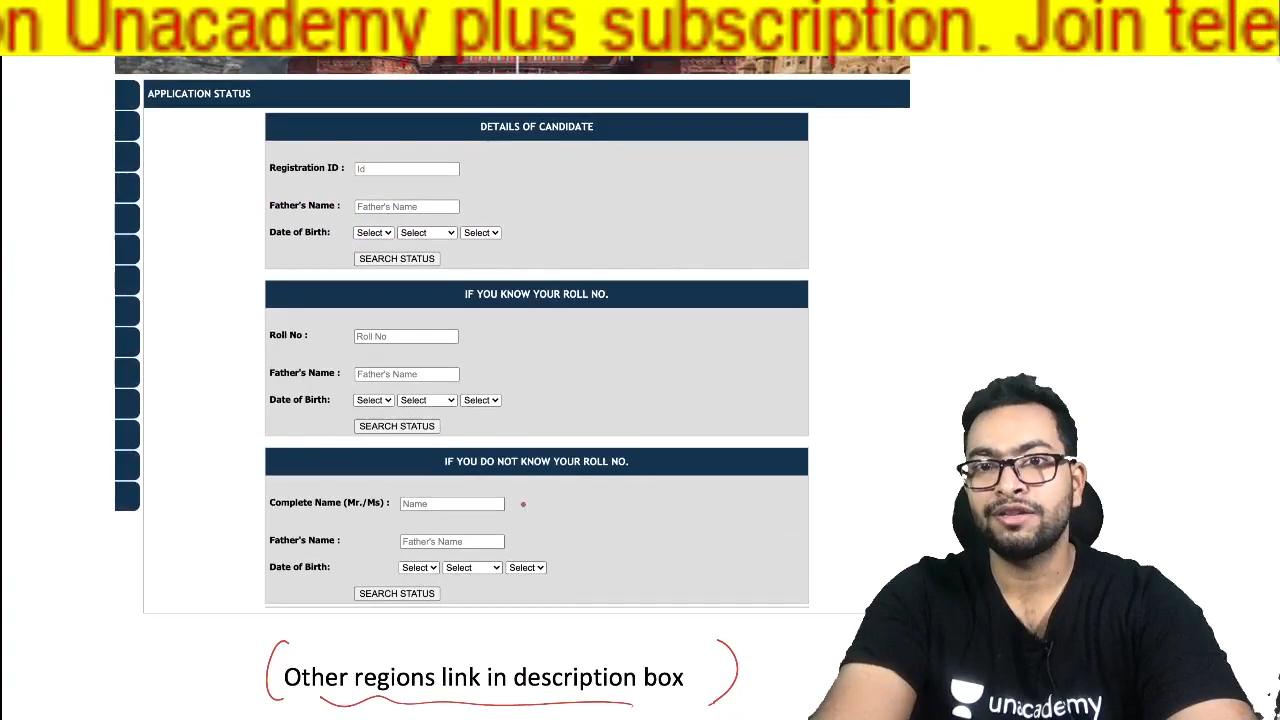 on Unacademy plus subscription. Join tele
APPLICATION STATUS
DETAILS OF CANDIDATE
Registration ID : Id
Father's Name : Father's Name
Date of Birth: Select Select Select
SEARCH STATUS
IF YOU KNOW YOUR ROLL NO.
Roll No : Roll No
Father's Name : Father's Name
Date of Birth: Select Select Select
SEARCH STATUS
IF YOU DO NOT KNOW YOUR ROLL NO.
Complete Name (Mr./Ms) : Name
Father's Name : Father's Name
Date of Birth: Select Select Select
SEARCH STATUS
Other regions link in description box
unacademy